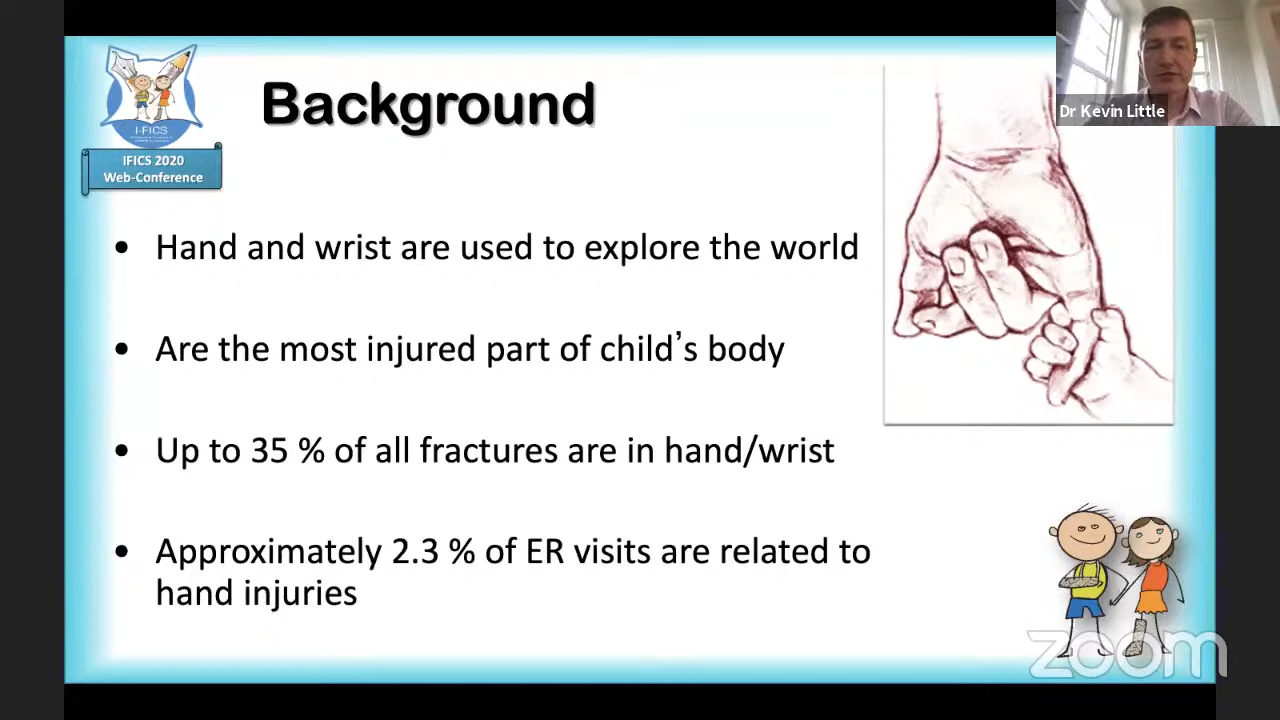 Background
I-FICS
IFICS 2020
Web-Conference
Dr Kevin Little
• Hand and wrist are used to explore the world
• Are the most injured part of child’s body
• Up to 35 % of all fractures are in hand/wrist
• Approximately 2.3 % of ER visits are related to
hand injuries
zoom